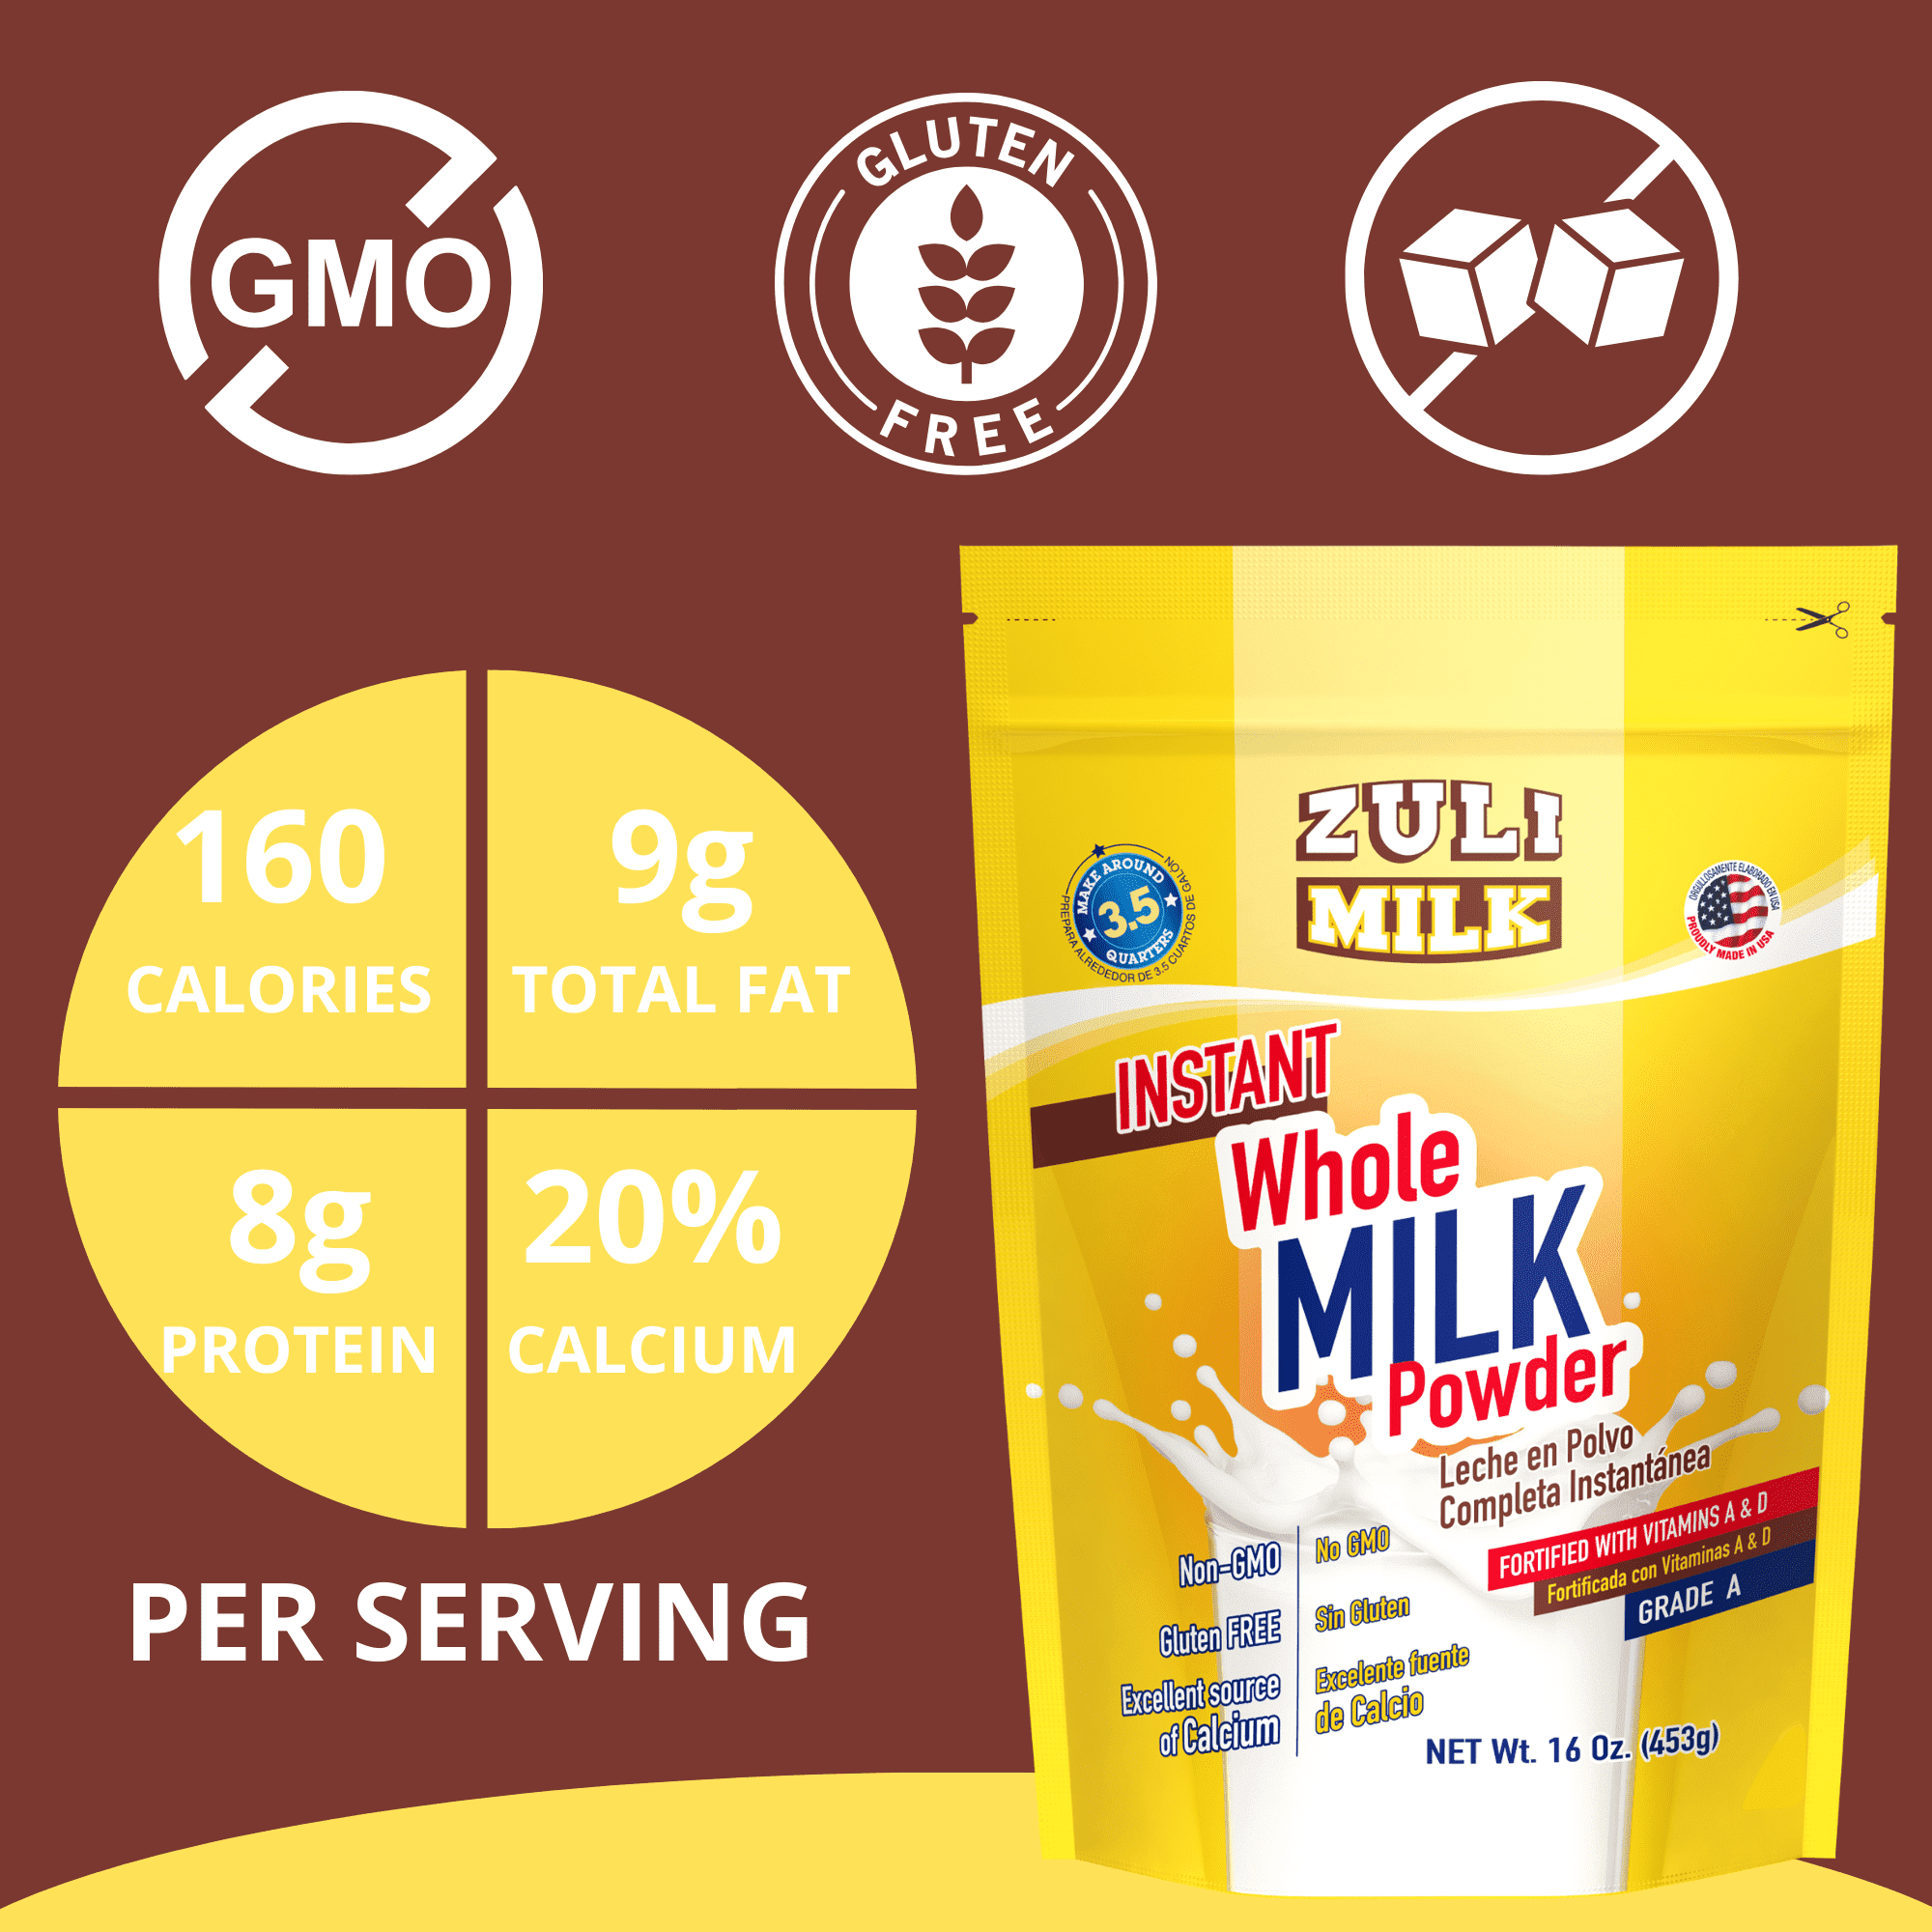 GMO
GLUTEN
FREE
160
CALORIES
9g
TOTAL FAT
8g
PROTEIN
20%
CALCIUM
PER SERVING
ZULI
MILK
MAKE AROUND
3.5
QUARTERS
PREPARA ALREDEDOR DE 3.5 CUARTOS DE GALÓN
ORGULLOSAMENTE ELABORADO EN USA
PROUDLY MADE IN USA
INSTANT
Whole
MILK
Powder
Leche en Polvo
Completa Instantánea
FORTIFIED WITH VITAMINS A & D
Fortificada con Vitaminas A & D
GRADE A
Non-GMO
Gluten FREE
Excellent source
of Calcium
No GMO
Sin Gluten
Excelente fuente
de Calcio
NET Wt. 16 Oz. (453g)